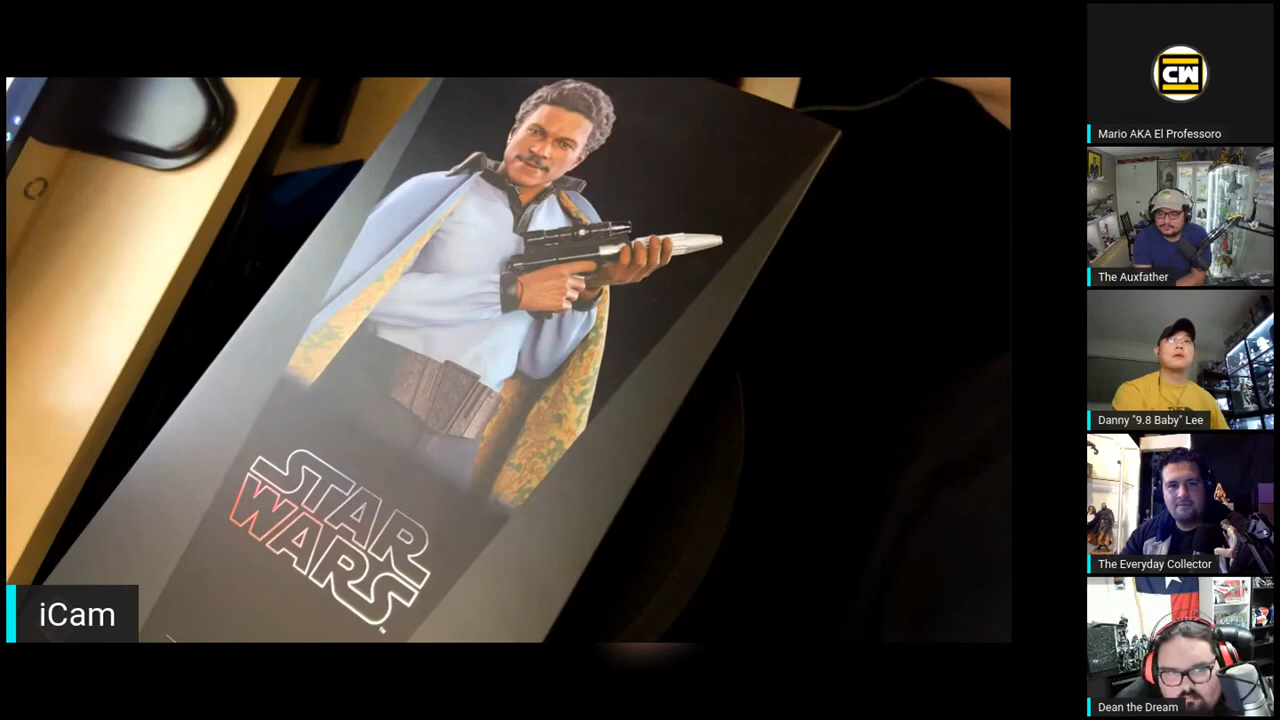 STAR
WARS
iCam
CW
Mario AKA El Professoro
The Auxfather
Danny "9.8 Baby" Lee
The Everyday Collector
Dean the Dream